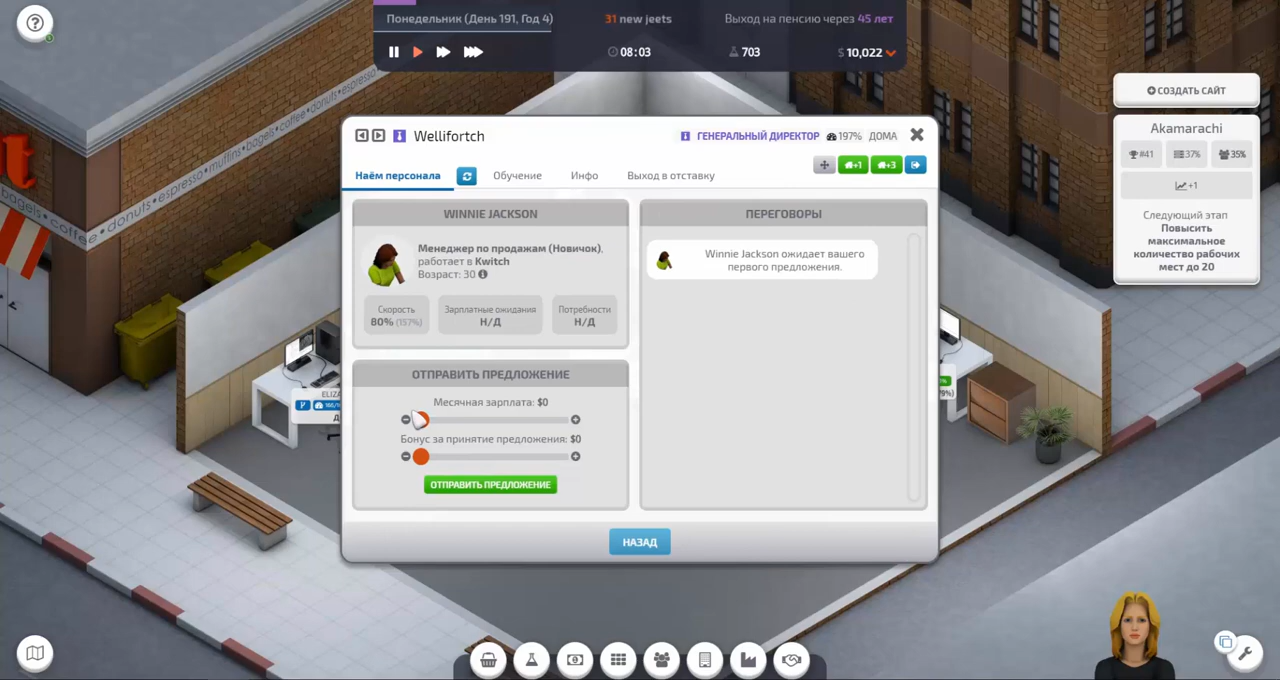 Понедельник (День 191, Год 4)
31 new jeets
Выход на пенсию через 45 лет
08:03
703
$ 10,022
donuts·espresso·muffins·bagels·coffee·donuts·espresso
СОЗДАТЬ САЙТ
Akamarachi
#41
37%
35%
+1
Следующий этап
Повысить
максимальное
количество рабочих
мест до 20
Wellifortch
ГЕНЕРАЛЬНЫЙ ДИРЕКТОР
197%
ДОМА
+1
+3
Наём персонала
Обучение
Инфо
Выход в отставку
WINNIE JACKSON
Менеджер по продажам (Новичок),
работает в Kwitch
Возраст: 30
Скорость
80% (157%)
Зарплатные ожидания
Н/Д
Потребности
Н/Д
ОТПРАВИТЬ ПРЕДЛОЖЕНИЕ
Месячная зарплата: $0
Бонус за принятие предложения: $0
ОТПРАВИТЬ ПРЕДЛОЖЕНИЕ
ПЕРЕГОВОРЫ
Winnie Jackson ожидает вашего
первого предложения.
НАЗАД